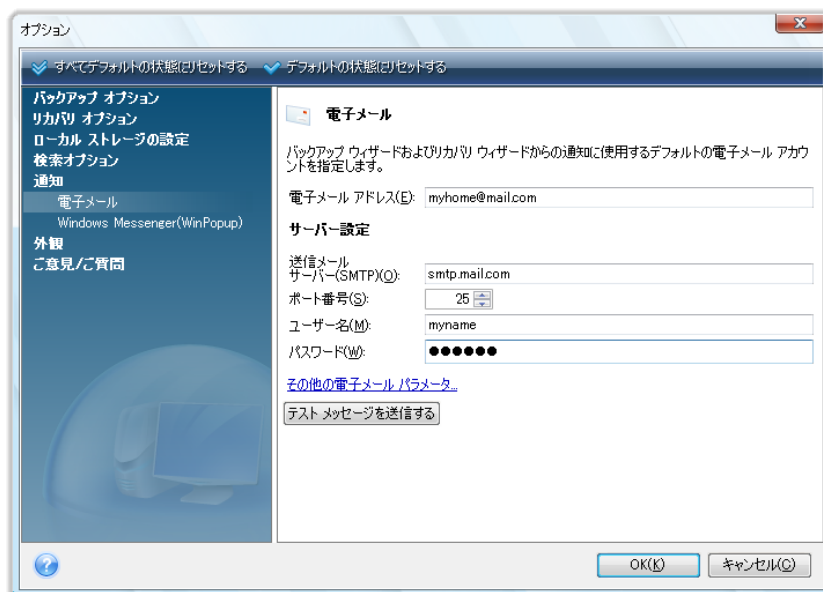 オプション
すべてデフォルトの状態にリセットする デフォルトの状態にリセットする
バックアップ オプション
リカバリ オプション
ローカル ストレージの設定
検索オプション
通知
電子メール
Windows Messenger(WinPopup)
外観
ご意見/ご質問
電子メール
バックアップ ウィザードおよびリカバリ ウィザードからの通知に使用するデフォルトの電子メール アカウ
ントを指定します。
電子メール アドレス(E): myhome@mail.com
サーバー設定
送信メール
サーバー(SMTP)(O): smtp.mail.com
ポート番号(S): 25
ユーザー名(M): myname
パスワード(W): ●●●●●●
その他の電子メール パラメータ...
テスト メッセージを送信する
OK(K) キャンセル(C)